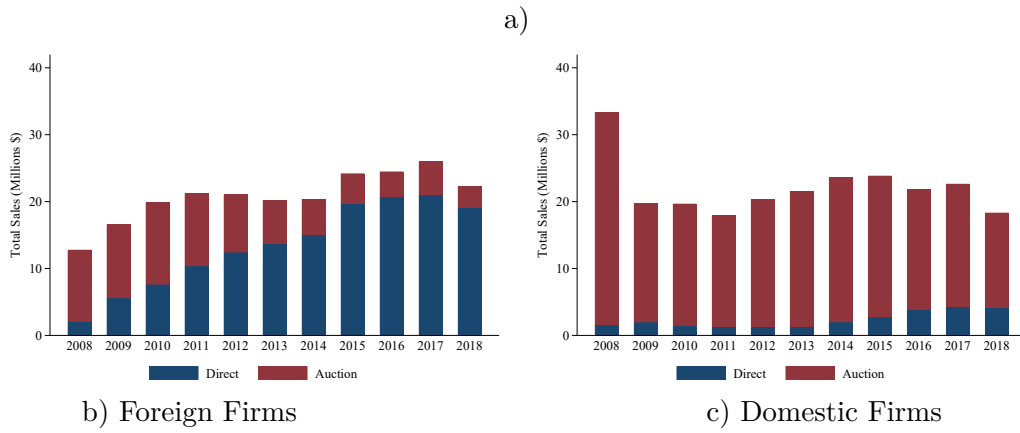 a)
Total Sales (Millions $)
40
30
20
10
0
2008 2009 2010 2011 2012 2013 2014 2015 2016 2017 2018
Direct Auction
b) Foreign Firms
Total Sales (Millions $)
40
30
20
10
0
2008 2009 2010 2011 2012 2013 2014 2015 2016 2017 2018
Direct Auction
c) Domestic Firms